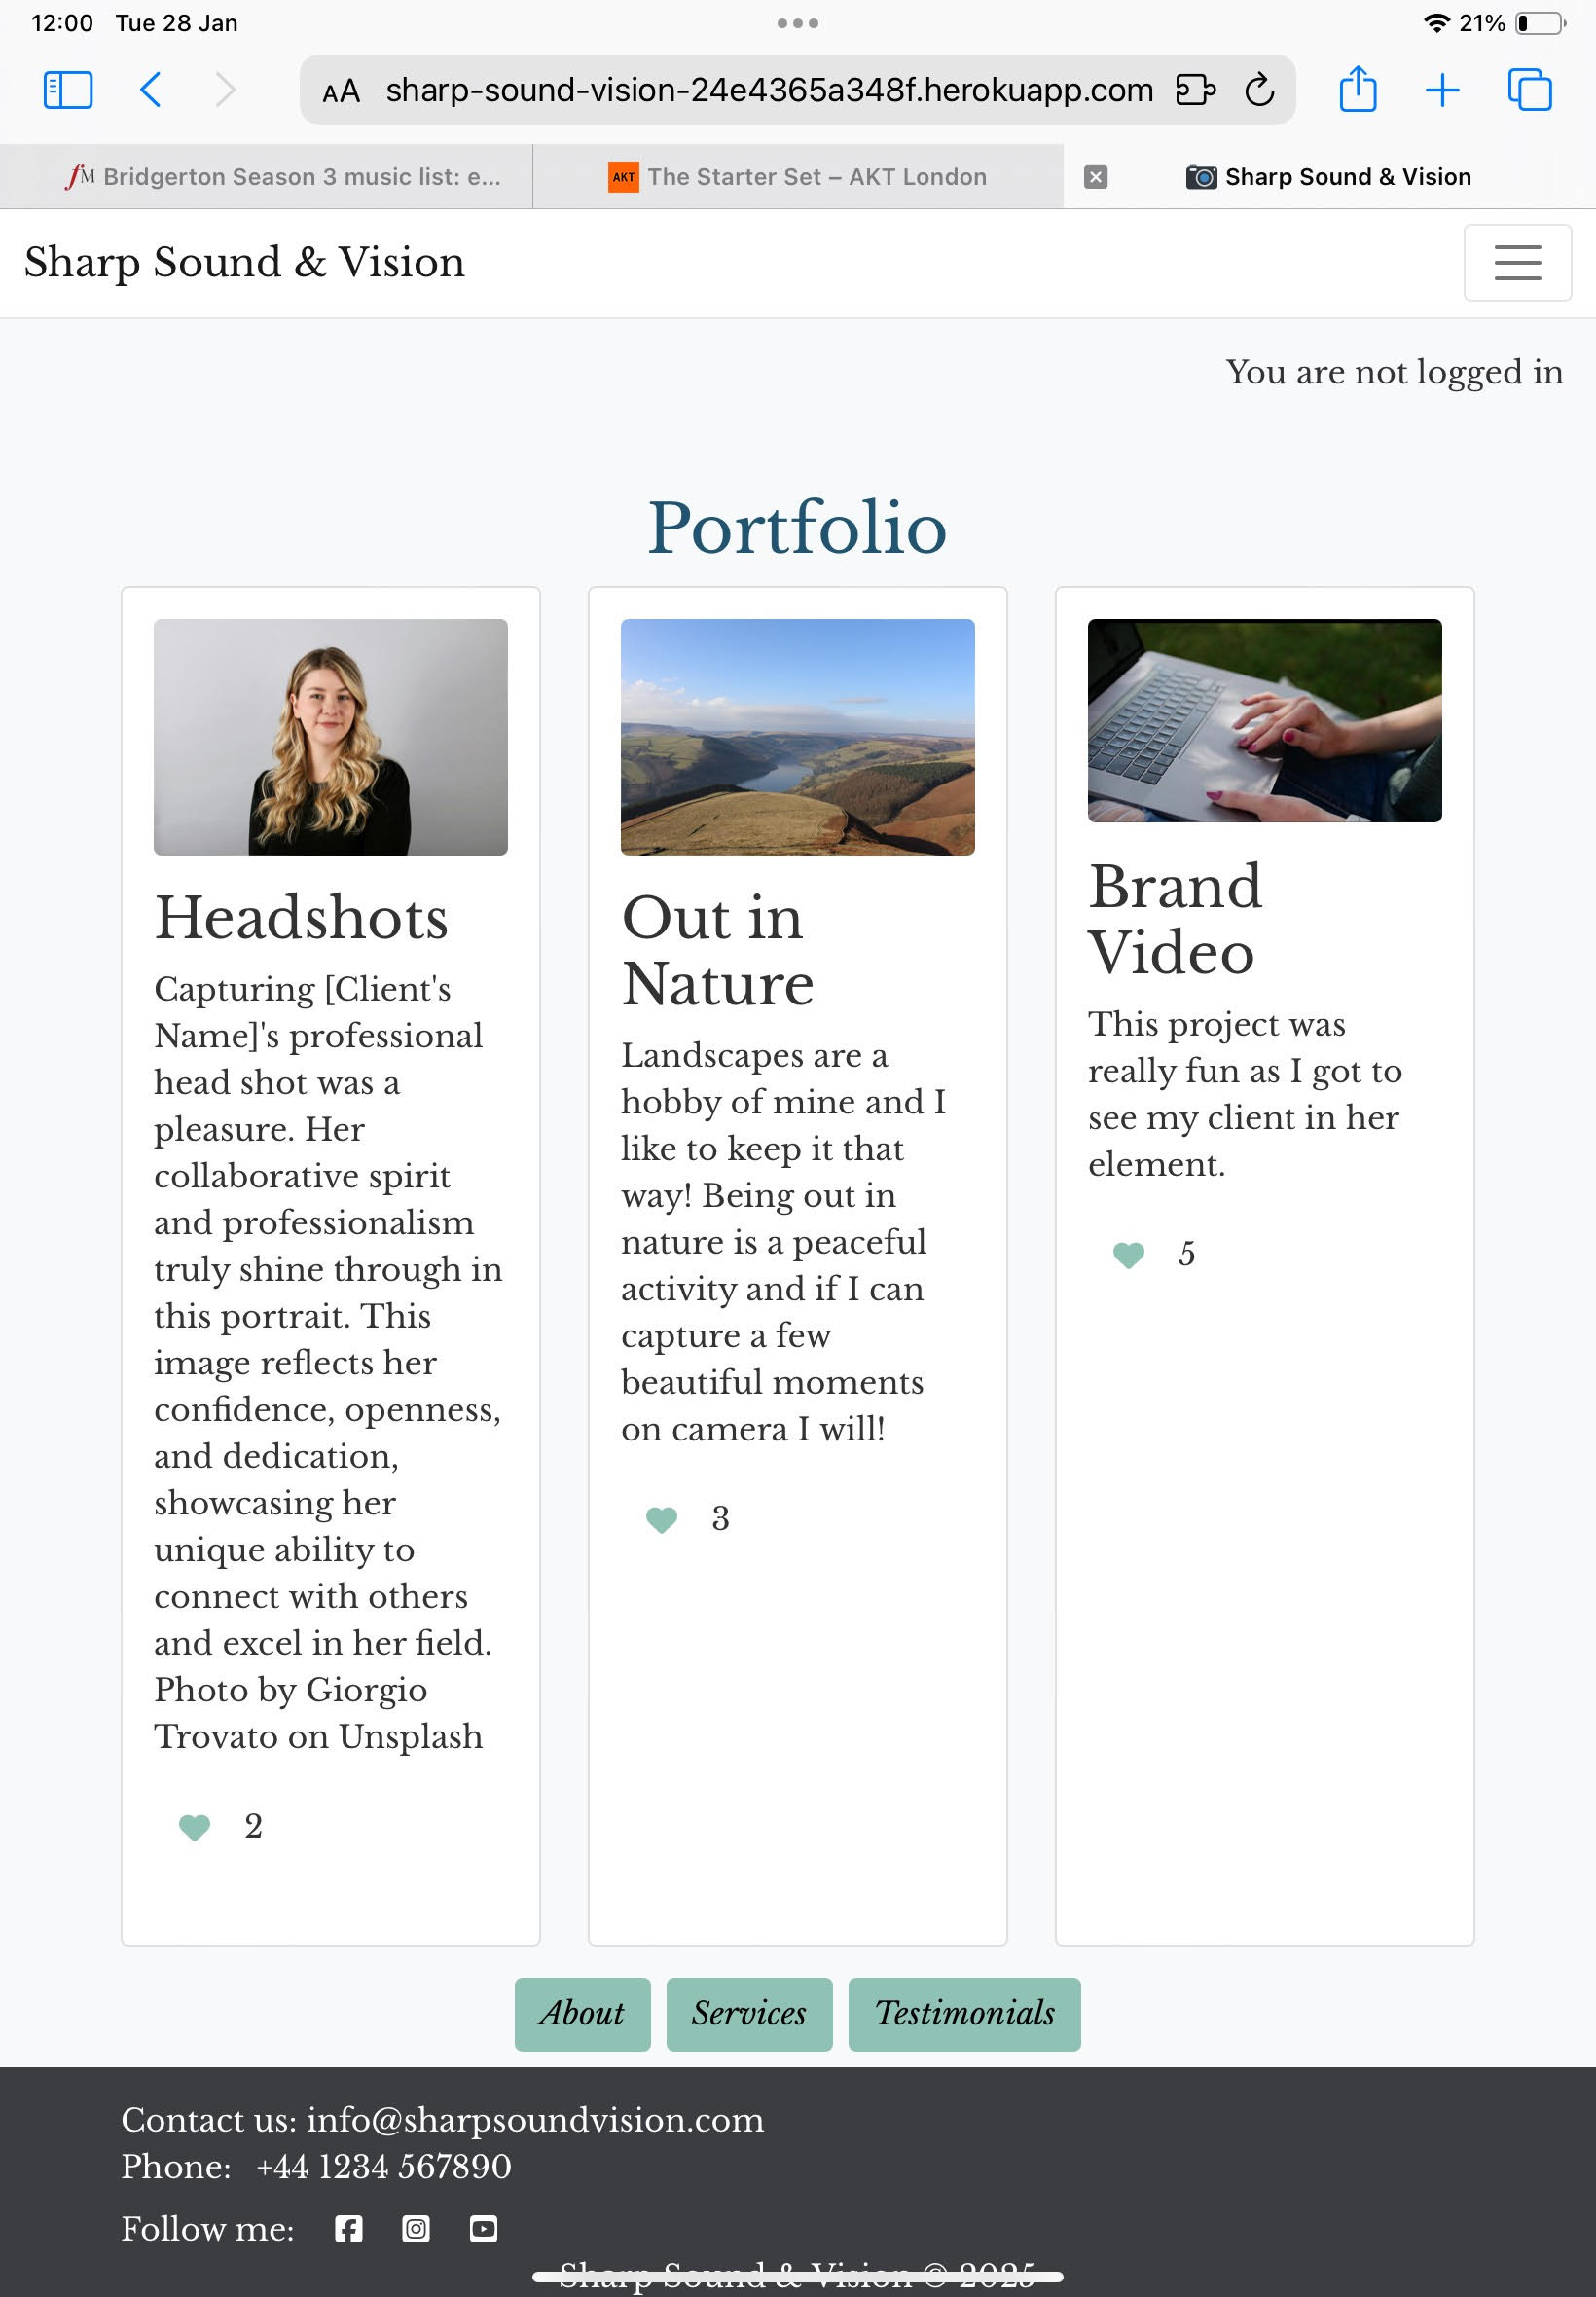 12:00 Tue 28 Jan
21%
AA sharp-sound-vision-24e4365a348f.herokuapp.com
fM Bridgerton Season 3 music list: e...
AKT The Starter Set – AKT London
Sharp Sound & Vision
Sharp Sound & Vision
You are not logged in
Portfolio
Headshots
Capturing [Client's
Name]'s professional
head shot was a
pleasure. Her
collaborative spirit
and professionalism
truly shine through in
this portrait. This
image reflects her
confidence, openness,
and dedication,
showcasing her
unique ability to
connect with others
and excel in her field.
Photo by Giorgio
Trovato on Unsplash
2
Out in
Nature
Landscapes are a
hobby of mine and I
like to keep it that
way! Being out in
nature is a peaceful
activity and if I can
capture a few
beautiful moments
on camera I will!
3
Brand
Video
This project was
really fun as I got to
see my client in her
element.
5
About
Services
Testimonials
Contact us: info@sharpsoundvision.com
Phone: +44 1234 567890
Follow me:
Sharp Sound & Vision © 2025